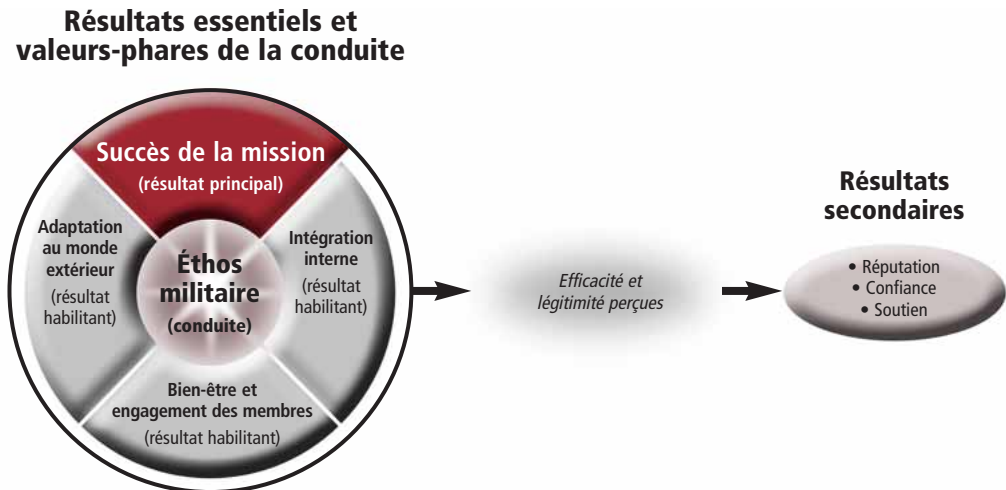 Résultats essentiels et
valeurs-phares de la conduite
Succès de la mission
(résultat principal)
Adaptation
au monde
extérieur
(résultat
habilitant)
Éthos
militaire
(conduite)
Intégration
interne
(résultat
habilitant)
Bien-être et
engagement des membres
(résultat habilitant)
Efficacité et
légitimité perçues
Résultats
secondaires
• Réputation
• Confiance
• Soutien